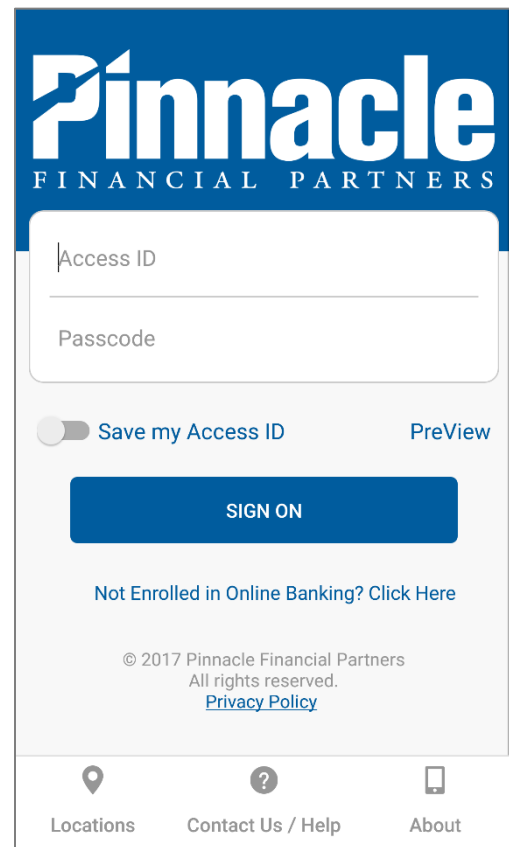 Pinnacle
FINANCIAL PARTNERS
Access ID
Passcode
Save my Access ID PreView
SIGN ON
Not Enrolled in Online Banking? Click Here
© 2017 Pinnacle Financial Partners
All rights reserved.
Privacy Policy
Locations Contact Us / Help About